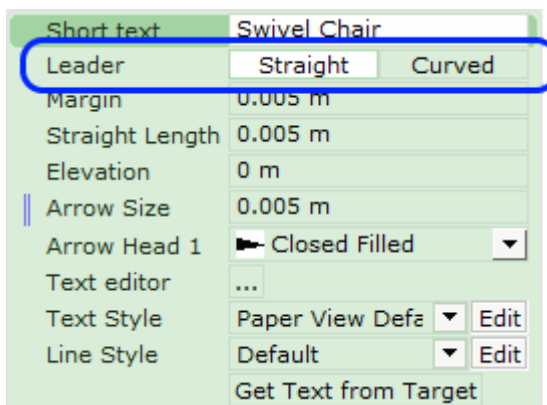 Short text Swivel Chair
Leader Straight Curved
Margin 0.005 m
Straight Length 0.005 m
Elevation 0 m
Arrow Size 0.005 m
Arrow Head 1 Closed Filled
Text editor ...
Text Style Paper View Defa Edit
Line Style Default Edit
Get Text from Target